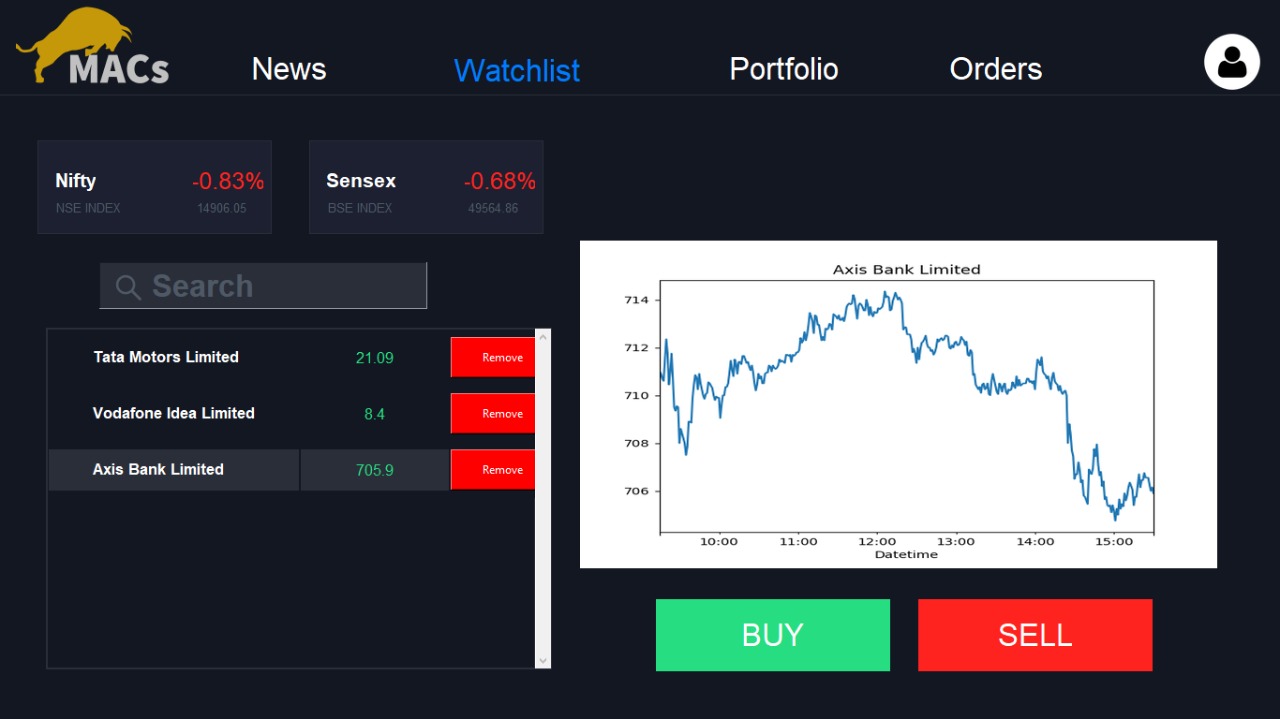 MACs
News
Watchlist
Portfolio
Orders
Nifty -0.83%
NSE INDEX 14906.05
Sensex -0.68%
BSE INDEX 49564.86
Search
Tata Motors Limited 21.09 Remove
Vodafone Idea Limited 8.4 Remove
Axis Bank Limited 705.9 Remove
Axis Bank Limited
714
712
710
708
706
10:00 11:00 12:00 13:00 14:00 15:00
Datetime
BUY
SELL